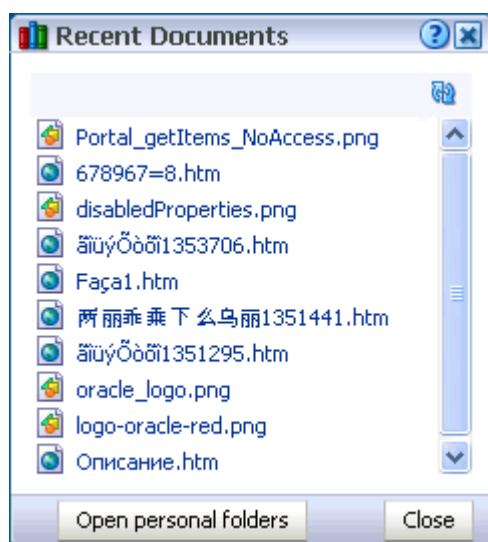 Recent Documents
Portal_getItems_NoAccess.png
678967=8.htm
disabledProperties.png
ãïüýÕòõî1353706.htm
Faça1.htm
両丽乖乘下么乌丽1351441.htm
ãïüýÕòõî1351295.htm
oracle_logo.png
logo-oracle-red.png
Описание.htm
Open personal folders Close